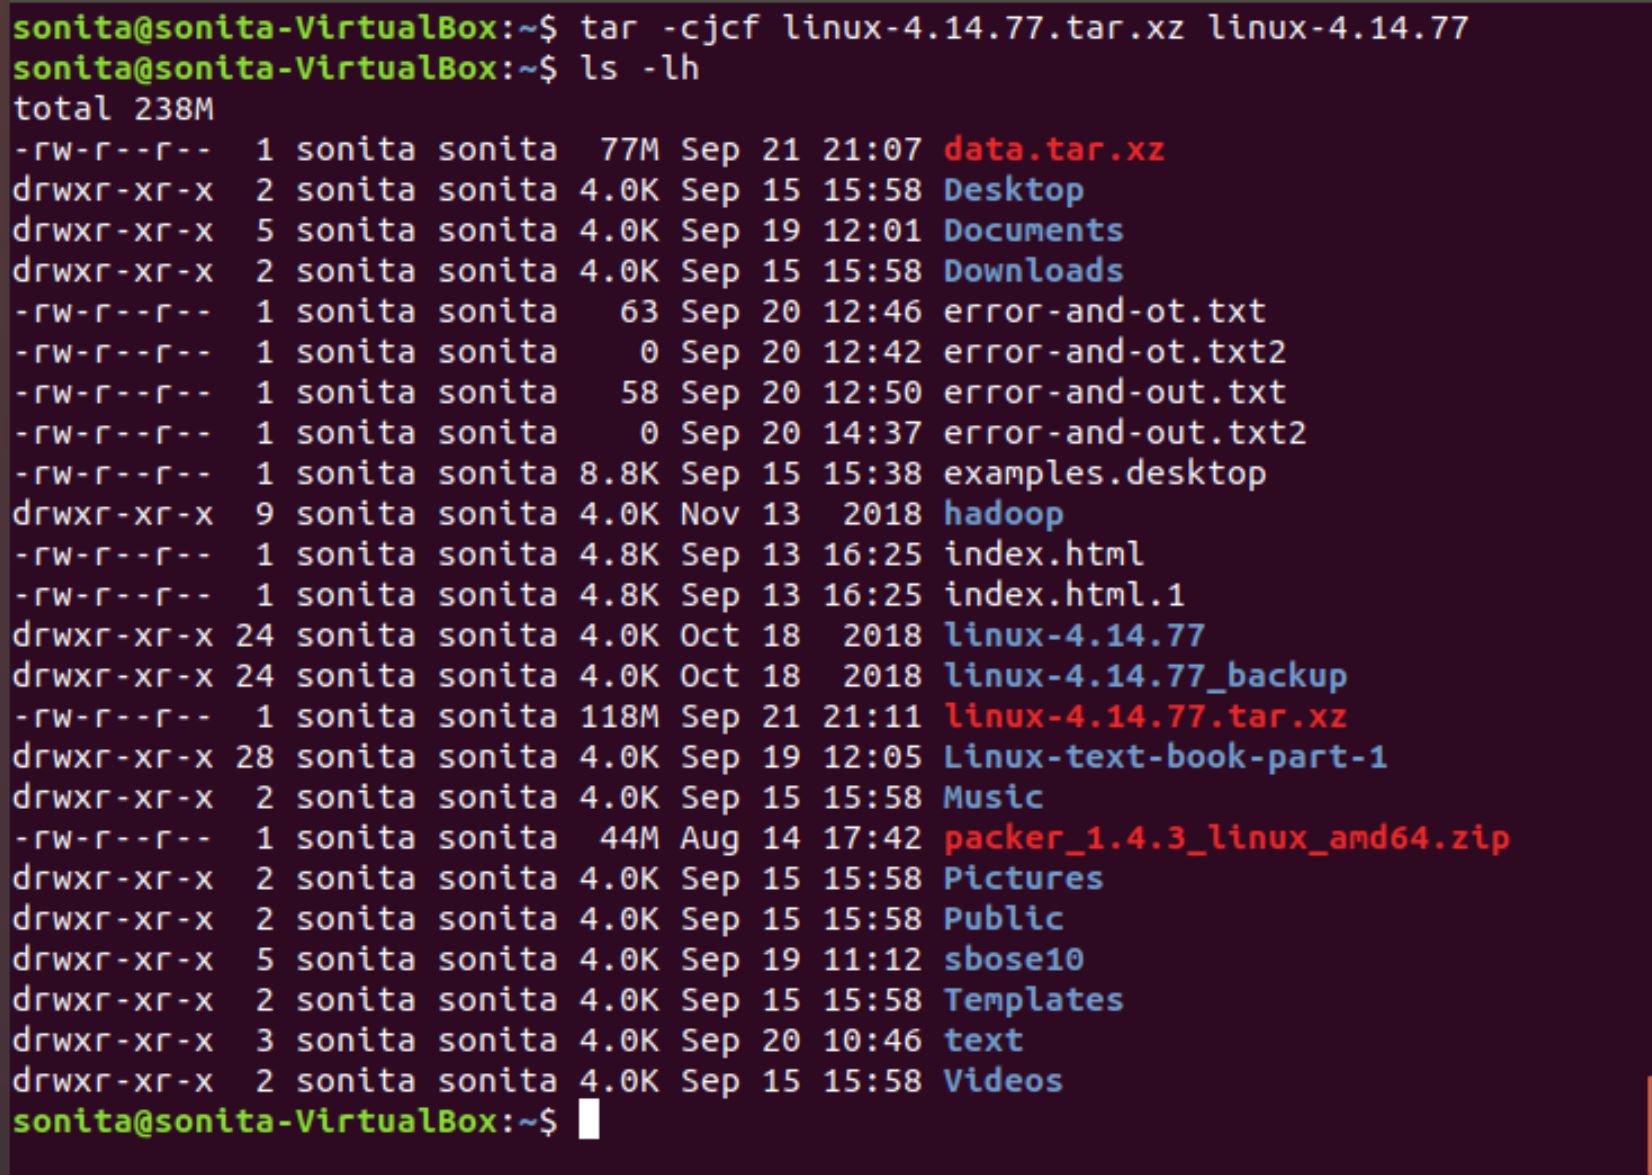 sonita@sonita-VirtualBox:~$ tar -cjcf linux-4.14.77.tar.xz linux-4.14.77
sonita@sonita-VirtualBox:~$ ls -lh
total 238M
-rw-r--r--  1 sonita sonita  77M Sep 21 21:07 data.tar.xz
drwxr-xr-x  2 sonita sonita 4.0K Sep 15 15:58 Desktop
drwxr-xr-x  5 sonita sonita 4.0K Sep 19 12:01 Documents
drwxr-xr-x  2 sonita sonita 4.0K Sep 15 15:58 Downloads
-rw-r--r--  1 sonita sonita   63 Sep 20 12:46 error-and-ot.txt
-rw-r--r--  1 sonita sonita    0 Sep 20 12:42 error-and-ot.txt2
-rw-r--r--  1 sonita sonita   58 Sep 20 12:50 error-and-out.txt
-rw-r--r--  1 sonita sonita    0 Sep 20 14:37 error-and-out.txt2
-rw-r--r--  1 sonita sonita 8.8K Sep 15 15:38 examples.desktop
drwxr-xr-x  9 sonita sonita 4.0K Nov 13  2018 hadoop
-rw-r--r--  1 sonita sonita 4.8K Sep 13 16:25 index.html
-rw-r--r--  1 sonita sonita 4.8K Sep 13 16:25 index.html.1
drwxr-xr-x 24 sonita sonita 4.0K Oct 18  2018 linux-4.14.77
drwxr-xr-x 24 sonita sonita 4.0K Oct 18  2018 linux-4.14.77_backup
-rw-r--r--  1 sonita sonita 118M Sep 21 21:11 linux-4.14.77.tar.xz
drwxr-xr-x 28 sonita sonita 4.0K Sep 19 12:05 Linux-text-book-part-1
drwxr-xr-x  2 sonita sonita 4.0K Sep 15 15:58 Music
-rw-r--r--  1 sonita sonita  44M Aug 14 17:42 packer_1.4.3_linux_amd64.zip
drwxr-xr-x  2 sonita sonita 4.0K Sep 15 15:58 Pictures
drwxr-xr-x  2 sonita sonita 4.0K Sep 15 15:58 Public
drwxr-xr-x  5 sonita sonita 4.0K Sep 19 11:12 sbose10
drwxr-xr-x  2 sonita sonita 4.0K Sep 15 15:58 Templates
drwxr-xr-x  3 sonita sonita 4.0K Sep 20 10:46 text
drwxr-xr-x  2 sonita sonita 4.0K Sep 15 15:58 Videos
sonita@sonita-VirtualBox:~$